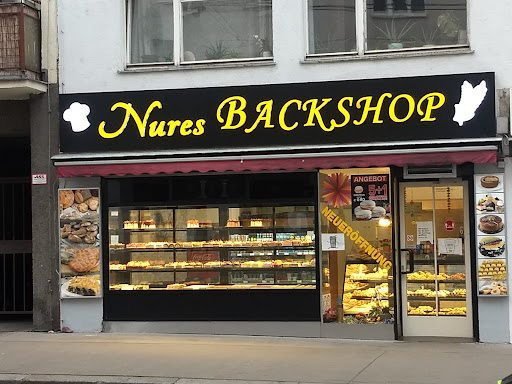 Nures BACKSHOP
ANGEBOT
5+1
NEUERÖFFNUNG